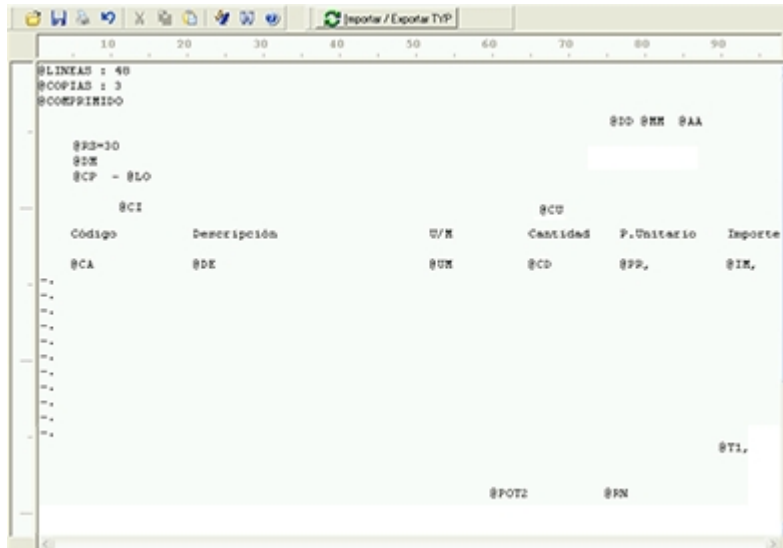 Importar / Exportar TYP
10 20 30 40 50 60 70 80 90
@LINEAS : 48
@COPIAS : 3
@COMPRIMIDO
@DD @MM @AA
@RS=30
@DM
@CP - @LO
@CI @CU
Código Descripción U/M Cantidad P.Unitario Importe
@CA @DE @UM @CD @PR, @IM,
-.
-.
-.
-.
-.
-.
-.
-.
-.
-.
-.
@T1,
@POT2 @RN